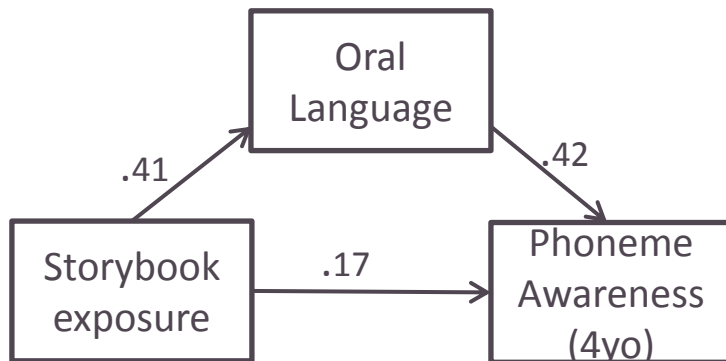 Oral
Language
.41
.42
Storybook
exposure
.17
Phoneme
Awareness
(4yo)